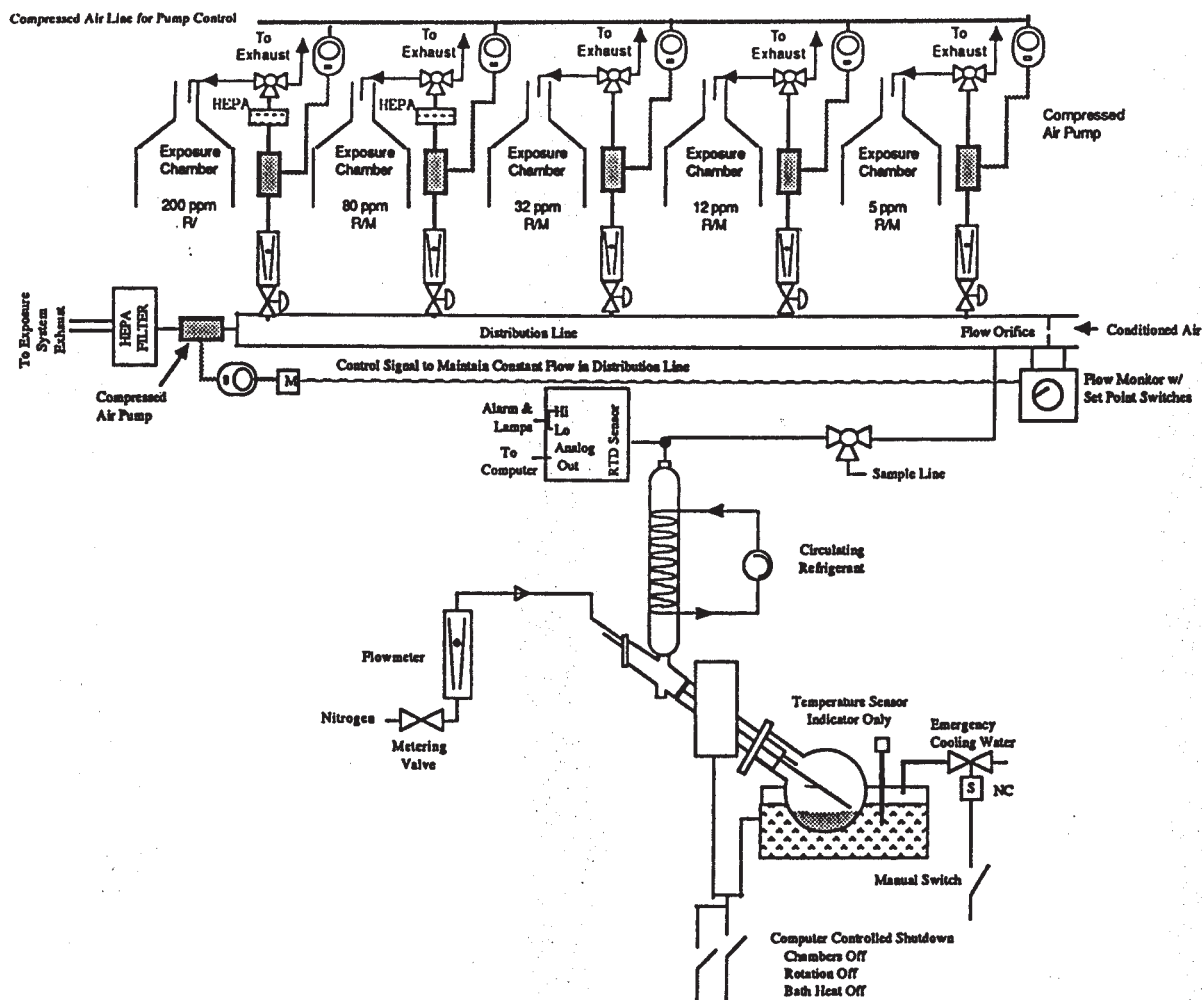 Compressed Air Line for Pump Control
To
Exhaust
To
Exhaust
To
Exhaust
To
Exhaust
To
Exhaust
HEPA
HEPA
Compressed
Air Pump
Exposure
Chamber
200 ppm
R/
Exposure
Chamber
80 ppm
R/M
Exposure
Chamber
32 ppm
R/M
Exposure
Chamber
12 ppm
R/M
Exposure
Chamber
5 ppm
R/M
To Exposure
System
Exhaust
HEPA
FILTER
Distribution Line
Flow Orifice
Conditioned Air
Control Signal to Maintain Constant Flow in Distribution Line
M
Compressed
Air Pump
Flow Monitor w/
Set Point Switches
Alarm &
Lamps
Hi
Lo
To
Computer
Analog
Out
RTD Sensor
Sample Line
Circulating
Refrigerant
Flowmeter
Nitrogen
Metering
Valve
Temperature Sensor
Indicator Only
Emergency
Cooling Water
S
NC
Manual Switch
Computer Controlled Shutdown
Chambers Off
Rotation Off
Bath Heat Off